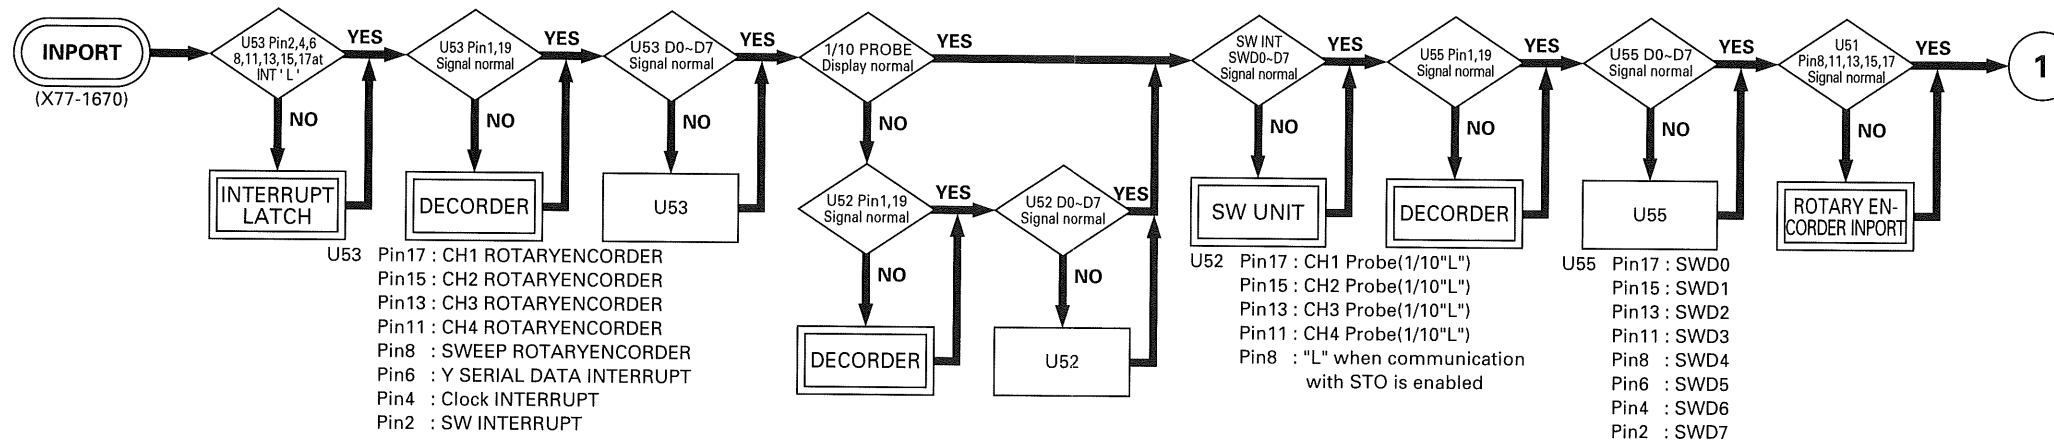 INPORT
(X77-1670)
U53 Pin2,4,6
8,11,13,15,17at
INT ' L '
YES
NO
INTERRUPT
LATCH
U53 Pin1,19
Signal normal
YES
NO
DECORDER
U53 D0~D7
Signal normal
YES
NO
U53
1/10 PROBE
Display normal
YES
NO
U52 Pin1,19
Signal normal
YES
NO
DECORDER
U52 D0~D7
Signal normal
YES
NO
U52
SW INT
SWD0~D7
Signal normal
YES
NO
SW UNIT
U55 Pin1,19
Signal normal
YES
NO
DECORDER
U55 D0~D7
Signal normal
YES
NO
U55
U51
Pin8,11,13,15,17
Signal normal
YES
NO
ROTARY EN-
CORDER INPORT
1
U53 Pin17 : CH1 ROTARYENCORDER
Pin15 : CH2 ROTARYENCORDER
Pin13 : CH3 ROTARYENCORDER
Pin11 : CH4 ROTARYENCORDER
Pin8 : SWEEP ROTARYENCORDER
Pin6 : Y SERIAL DATA INTERRUPT
Pin4 : Clock INTERRUPT
Pin2 : SW INTERRUPT
U52 Pin17 : CH1 Probe(1/10"L")
Pin15 : CH2 Probe(1/10"L")
Pin13 : CH3 Probe(1/10"L")
Pin11 : CH4 Probe(1/10"L")
Pin8 : "L" when communication
with STO is enabled
U55 Pin17 : SWD0
Pin15 : SWD1
Pin13 : SWD2
Pin11 : SWD3
Pin8 : SWD4
Pin6 : SWD5
Pin4 : SWD6
Pin2 : SWD7